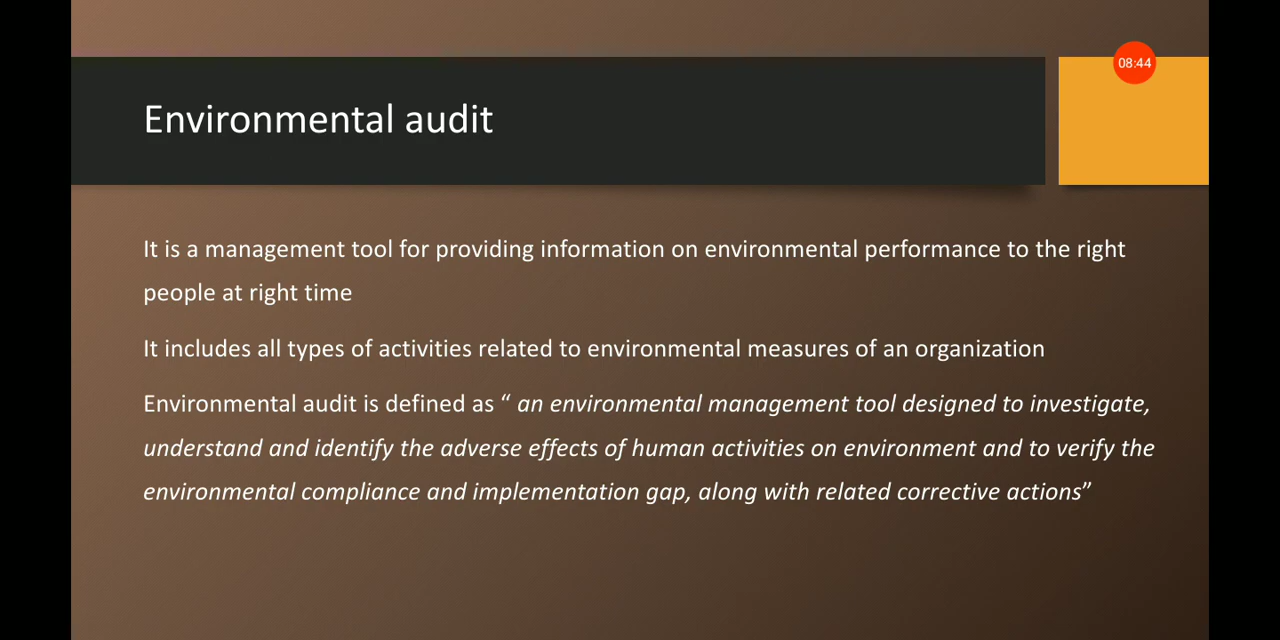 08:44
Environmental audit
It is a management tool for providing information on environmental performance to the right
people at right time
It includes all types of activities related to environmental measures of an organization
Environmental audit is defined as “ an environmental management tool designed to investigate,
understand and identify the adverse effects of human activities on environment and to verify the
environmental compliance and implementation gap, along with related corrective actions”